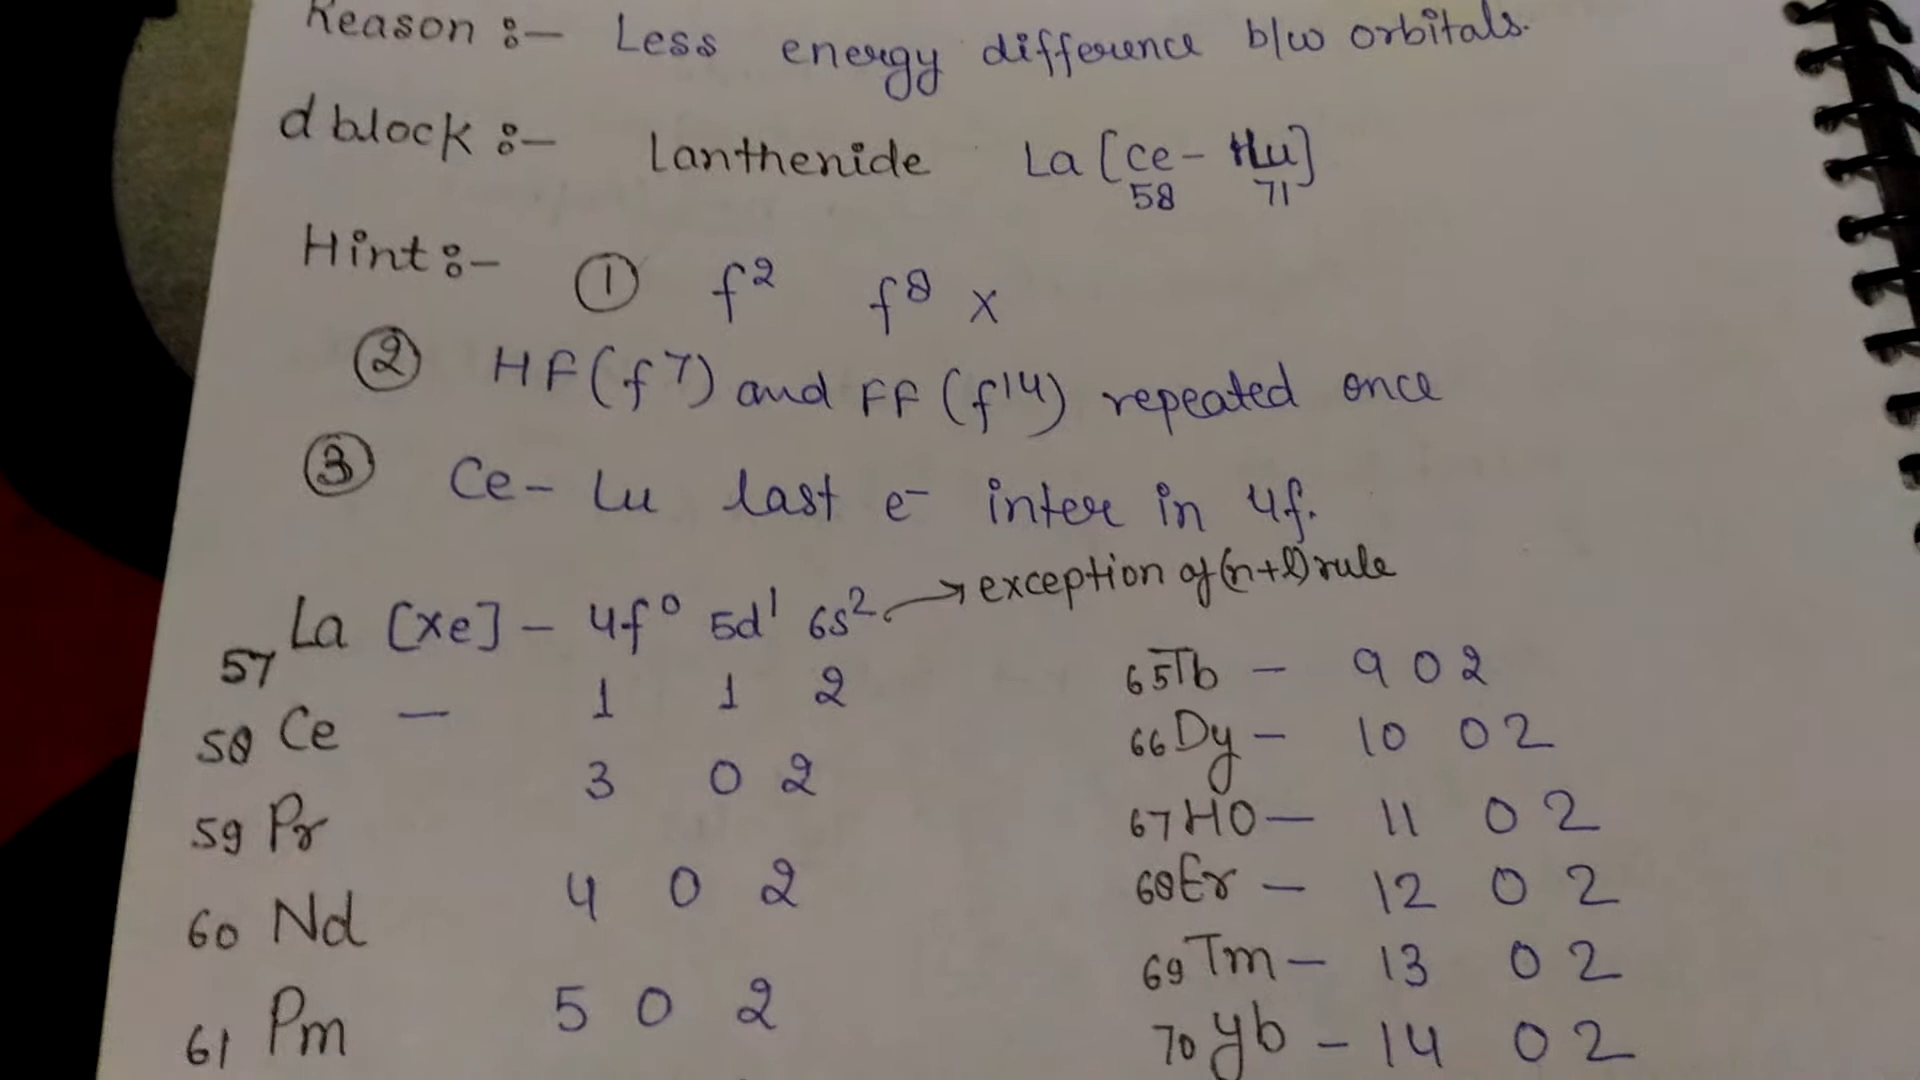 Reason :- Less energy difference b/w orbitals.
d block :- Lanthenide La [Ce - Lu]
58 71
Hint :- ① f² f⁸ x
② HF (f⁷) and FF (f¹⁴) repeated once
③ Ce - Lu last e⁻ inter in 4f.
57 La [Xe] - 4f⁰ 5d¹ 6s² → exception of (n+l) rule
58 Ce - 1 1 2
59 Pr 3 0 2
60 Nd 4 0 2
61 Pm 5 0 2
65 Tb - 9 0 2
66 Dy - 10 0 2
67 HO - 11 0 2
68 Er - 12 0 2
69 Tm - 13 0 2
70 Yb - 14 0 2